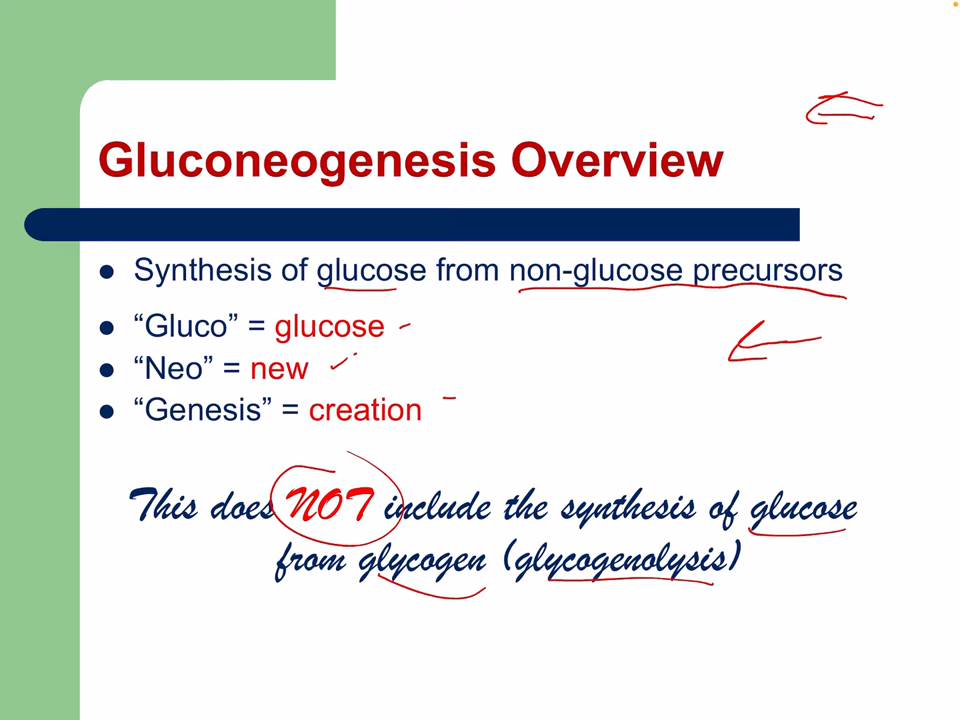 Gluconeogenesis Overview
Synthesis of glucose from non-glucose precursors
“Gluco” = glucose
“Neo” = new
“Genesis” = creation
This does NOT include the synthesis of glucose
from glycogen (glycogenolysis)